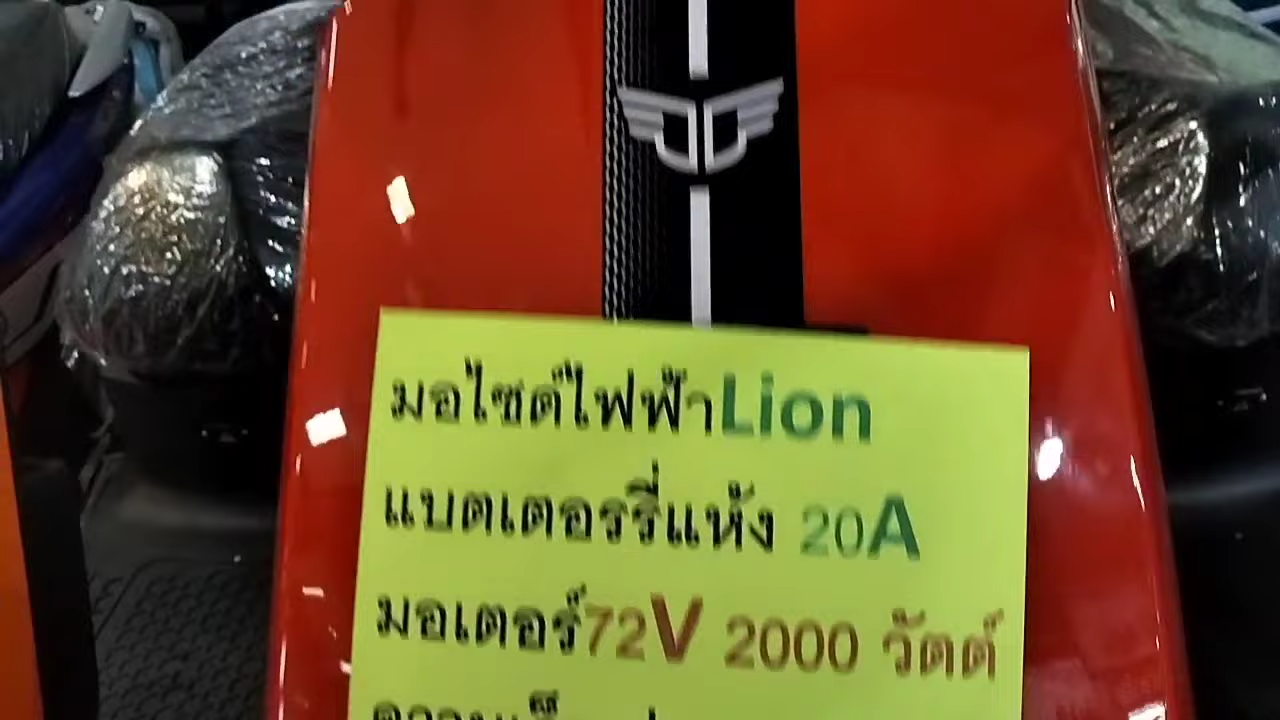 มอไซต์ไฟฟ้าLion
แบตเตอรรี่แห้ง 20A
มอเตอร์72V 2000 วัตต์